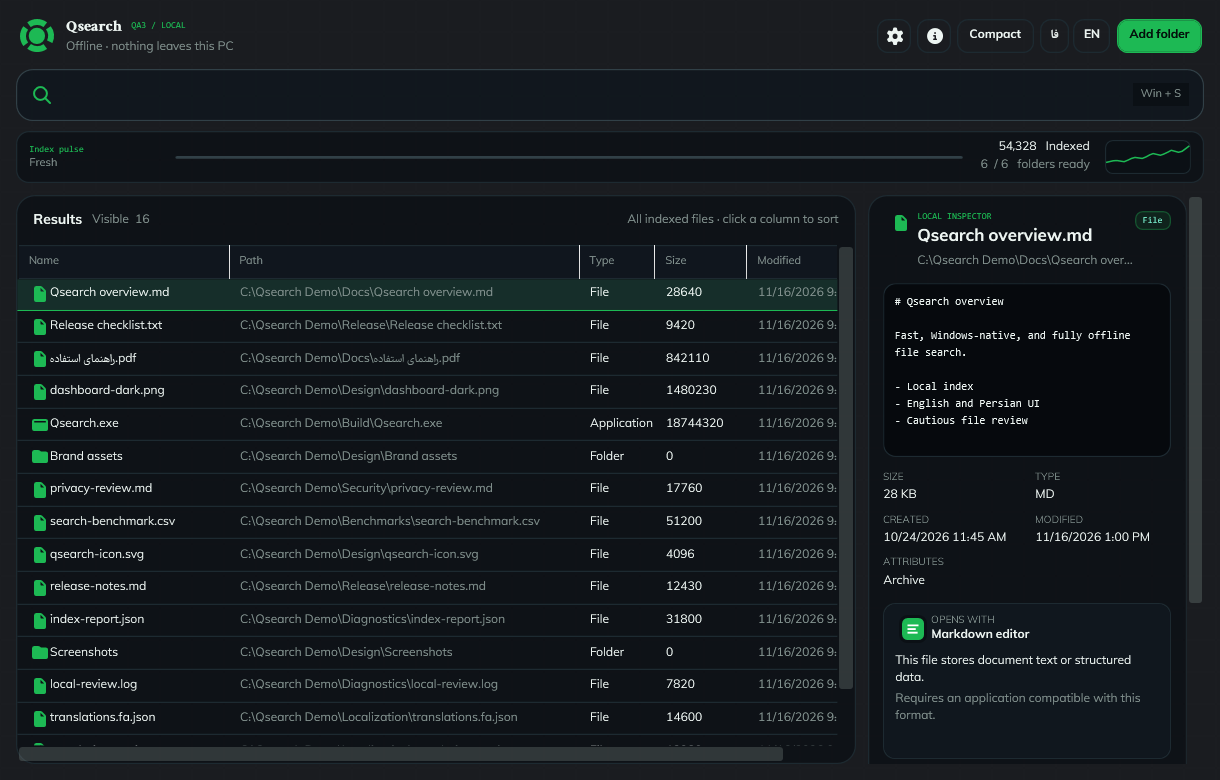 Qsearch QA3 / LOCAL
Offline · nothing leaves this PC
Compact
فا
EN
Add folder
Win + S
Index pulse
Fresh
54,328 Indexed
6 / 6 folders ready
Results Visible 16
All indexed files · click a column to sort
Name Path Type Size Modified
Qsearch overview.md C:\Qsearch Demo\Docs\Qsearch overview.md File 28640 11/16/2026 9:
Release checklist.txt C:\Qsearch Demo\Release\Release checklist.txt File 9420 11/16/2026 9:
راهنمای استفاده.pdf C:\Qsearch Demo\Docs\راهنمای استفاده.pdf File 842110 11/16/2026 9:
dashboard-dark.png C:\Qsearch Demo\Design\dashboard-dark.png File 1480230 11/16/2026 9:
Qsearch.exe C:\Qsearch Demo\Build\Qsearch.exe Application 18744320 11/16/2026 9:
Brand assets C:\Qsearch Demo\Design\Brand assets Folder 0 11/16/2026 9:
privacy-review.md C:\Qsearch Demo\Security\privacy-review.md File 17760 11/16/2026 9:
search-benchmark.csv C:\Qsearch Demo\Benchmarks\search-benchmark.csv File 51200 11/16/2026 9:
qsearch-icon.svg C:\Qsearch Demo\Design\qsearch-icon.svg File 4096 11/16/2026 9:
release-notes.md C:\Qsearch Demo\Release\release-notes.md File 12430 11/16/2026 9:
index-report.json C:\Qsearch Demo\Diagnostics\index-report.json File 31800 11/16/2026 9:
Screenshots C:\Qsearch Demo\Design\Screenshots Folder 0 11/16/2026 9:
local-review.log C:\Qsearch Demo\Diagnostics\local-review.log File 7820 11/16/2026 9:
translations.fa.json C:\Qsearch Demo\Localization\translations.fa.json File 14600 11/16/2026 9:
LOCAL INSPECTOR
File
Qsearch overview.md
C:\Qsearch Demo\Docs\Qsearch over...
# Qsearch overview
Fast, Windows-native, and fully offline
file search.
- Local index
- English and Persian UI
- Cautious file review
SIZE TYPE
28 KB MD
CREATED MODIFIED
10/24/2026 11:45 AM 11/16/2026 1:00 PM
ATTRIBUTES
Archive
OPENS WITH
Markdown editor
This file stores document text or structured
data.
Requires an application compatible with this
format.